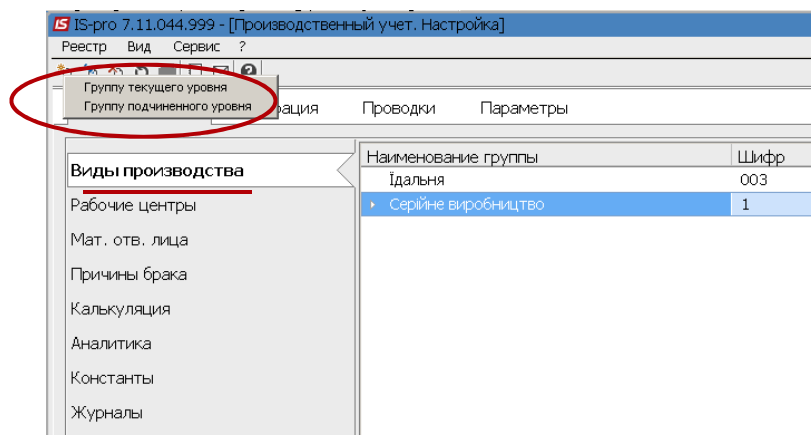 IS-pro 7.11.044.999 - [Производственный учет. Настройка]
Реестр Вид Сервис ?
Группу текущего уровня
Группу подчиненного уровня
Проводки Параметры
Виды производства
Рабочие центры
Мат. отв. лица
Причины брака
Калькуляция
Аналитика
Константы
Журналы
Наименование группы Шифр
Їдальня 003
Серійне виробництво 1